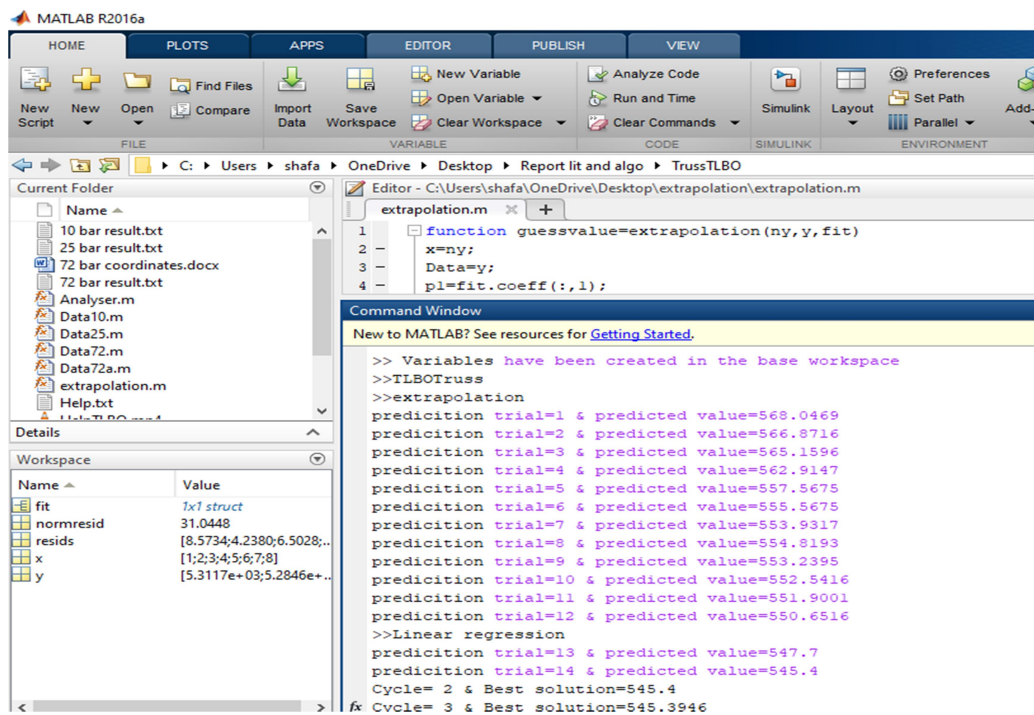 MATLAB R2016a
HOME PLOTS APPS EDITOR PUBLISH VIEW
New Script
New
Open
Find Files
Compare
FILE
Import Data
Save Workspace
New Variable
Open Variable
Clear Workspace
VARIABLE
Analyze Code
Run and Time
Clear Commands
CODE
Simulink
SIMULINK
Layout
Preferences
Set Path
Parallel
Add-
ENVIRONMENT
C: Users shafa OneDrive Desktop Report lit and algo TrussTLBO
Current Folder
Name
10 bar result.txt
25 bar result.txt
72 bar coordinates.docx
72 bar result.txt
Analyser.m
Data10.m
Data25.m
Data72.m
Data72a.m
extrapolation.m
Help.txt
Details
Workspace
Name Value
fit 1x1 struct
normresid 31.0448
resids [8.5734;4.2380;6.5028;..
x [1;2;3;4;5;6;7;8]
y [5.3117e+03;5.2846e+..
Editor - C:\Users\shafa\OneDrive\Desktop\extrapolation\extrapolation.m
extrapolation.m
1 function guessvalue=extrapolation(ny,y,fit)
2 – x=ny;
3 – Data=y;
4 – p1=fit.coeff(:,1);
Command Window
New to MATLAB? See resources for Getting Started.
>> Variables have been created in the base workspace
>>TLBOTruss
>>extrapolation
predicition trial=1 & predicted value=568.0469
predicition trial=2 & predicted value=566.8716
predicition trial=3 & predicted value=565.1596
predicition trial=4 & predicted value=562.9147
predicition trial=5 & predicted value=557.5675
predicition trial=6 & predicted value=555.5675
predicition trial=7 & predicted value=553.9317
predicition trial=8 & predicted value=554.8193
predicition trial=9 & predicted value=553.2395
predicition trial=10 & predicted value=552.5416
predicition trial=11 & predicted value=551.9001
predicition trial=12 & predicted value=550.6516
>>Linear regression
predicition trial=13 & predicted value=547.7
predicition trial=14 & predicted value=545.4
Cycle= 2 & Best solution=545.4
fx Cycle= 3 & Best solution=545.3946